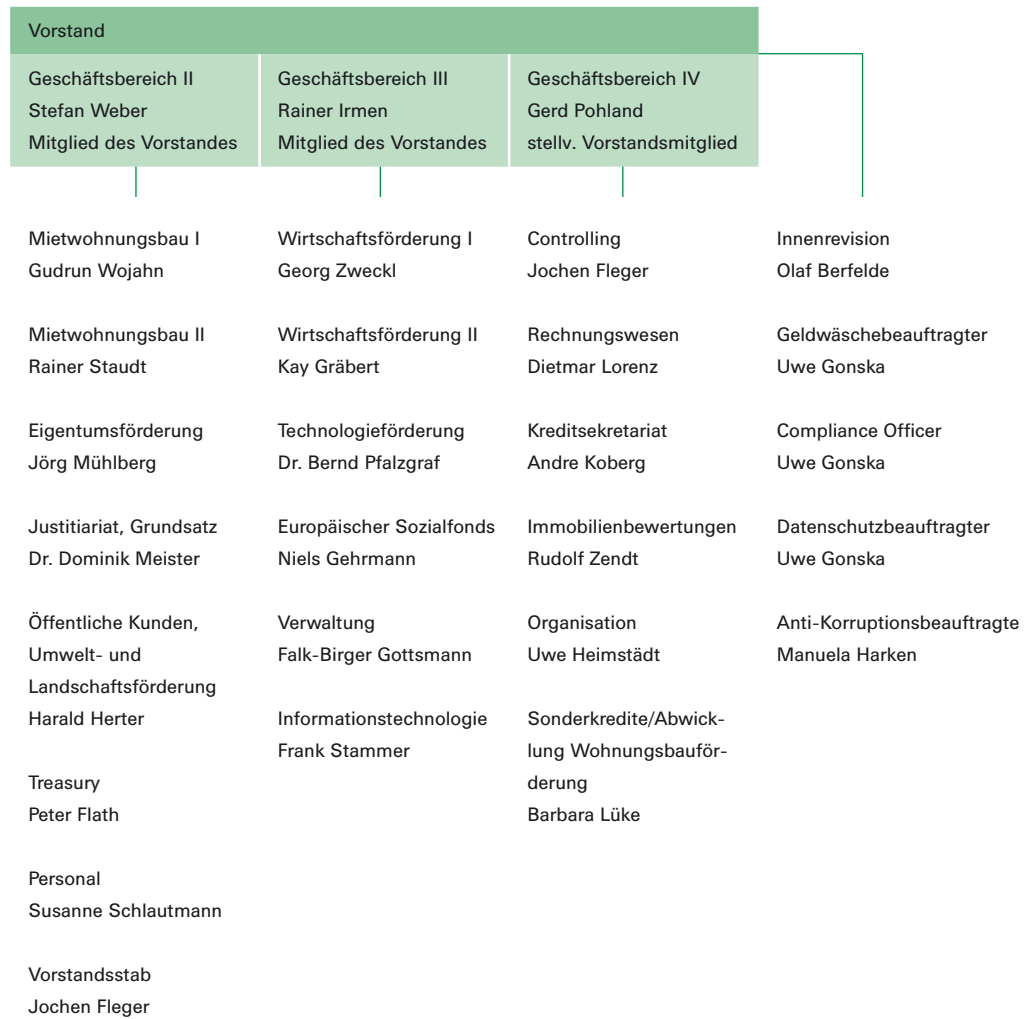 Vorstand
Geschäftsbereich II
Stefan Weber
Mitglied des Vorstandes
Geschäftsbereich III
Rainer Irmen
Mitglied des Vorstandes
Geschäftsbereich IV
Gerd Pohland
stellv. Vorstandsmitglied
Mietwohnungsbau I
Gudrun Wojahn
Mietwohnungsbau II
Rainer Staudt
Eigentumsförderung
Jörg Mühlberg
Justitiariat, Grundsatz
Dr. Dominik Meister
Öffentliche Kunden,
Umwelt- und
Landschaftsförderung
Harald Herter
Treasury
Peter Flath
Personal
Susanne Schlautmann
Vorstandsstab
Jochen Fleger
Wirtschaftsförderung I
Georg Zweckl
Wirtschaftsförderung II
Kay Gräbert
Technologieförderung
Dr. Bernd Pfalzgraf
Europäischer Sozialfonds
Niels Gehrmann
Verwaltung
Falk-Birger Gottsmann
Informationstechnologie
Frank Stammer
Controlling
Jochen Fleger
Rechnungswesen
Dietmar Lorenz
Kreditsekretariat
Andre Koberg
Immobilienbewertungen
Rudolf Zendt
Organisation
Uwe Heimstädt
Sonderkredite/Abwick-
lung Wohnungsbauför-
derung
Barbara Lüke
Innenrevision
Olaf Berfelde
Geldwäschebeauftragter
Uwe Gonska
Compliance Officer
Uwe Gonska
Datenschutzbeauftragter
Uwe Gonska
Anti-Korruptionsbeauftragte
Manuela Harken